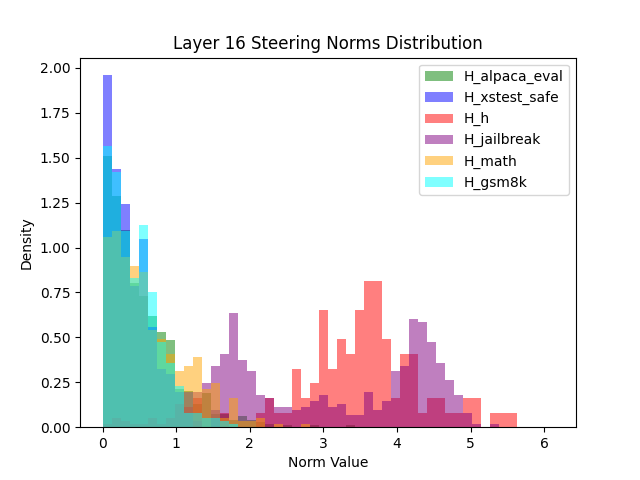 Layer 16 Steering Norms Distribution
H_alpaca_eval
H_xstest_safe
H_h
H_jailbreak
H_math
H_gsm8k
2.00
1.75
1.50
1.25
1.00
0.75
0.50
0.25
0.00
Density
0 1 2 3 4 5 6
Norm Value